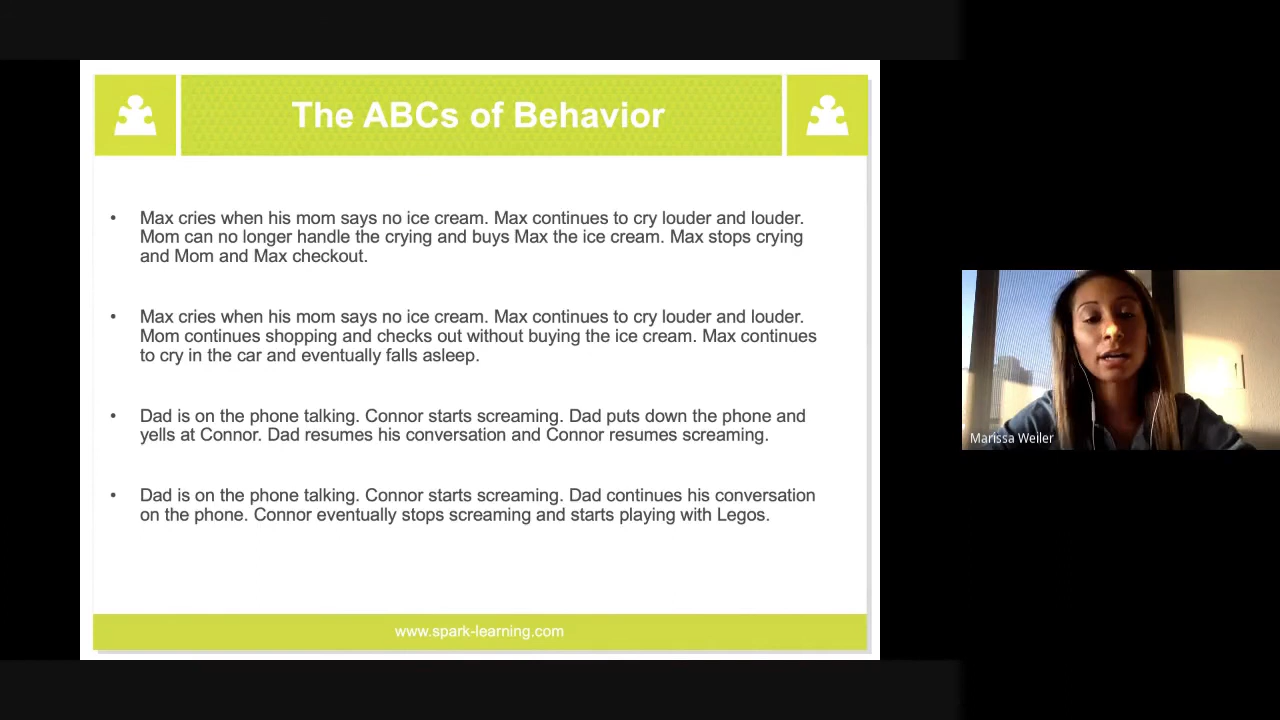 The ABCs of Behavior
• Max cries when his mom says no ice cream. Max continues to cry louder and louder.
Mom can no longer handle the crying and buys Max the ice cream. Max stops crying
and Mom and Max checkout.
• Max cries when his mom says no ice cream. Max continues to cry louder and louder.
Mom continues shopping and checks out without buying the ice cream. Max continues
to cry in the car and eventually falls asleep.
• Dad is on the phone talking. Connor starts screaming. Dad puts down the phone and
yells at Connor. Dad resumes his conversation and Connor resumes screaming.
• Dad is on the phone talking. Connor starts screaming. Dad continues his conversation
on the phone. Connor eventually stops screaming and starts playing with Legos.
www.spark-learning.com
Marissa Weiler